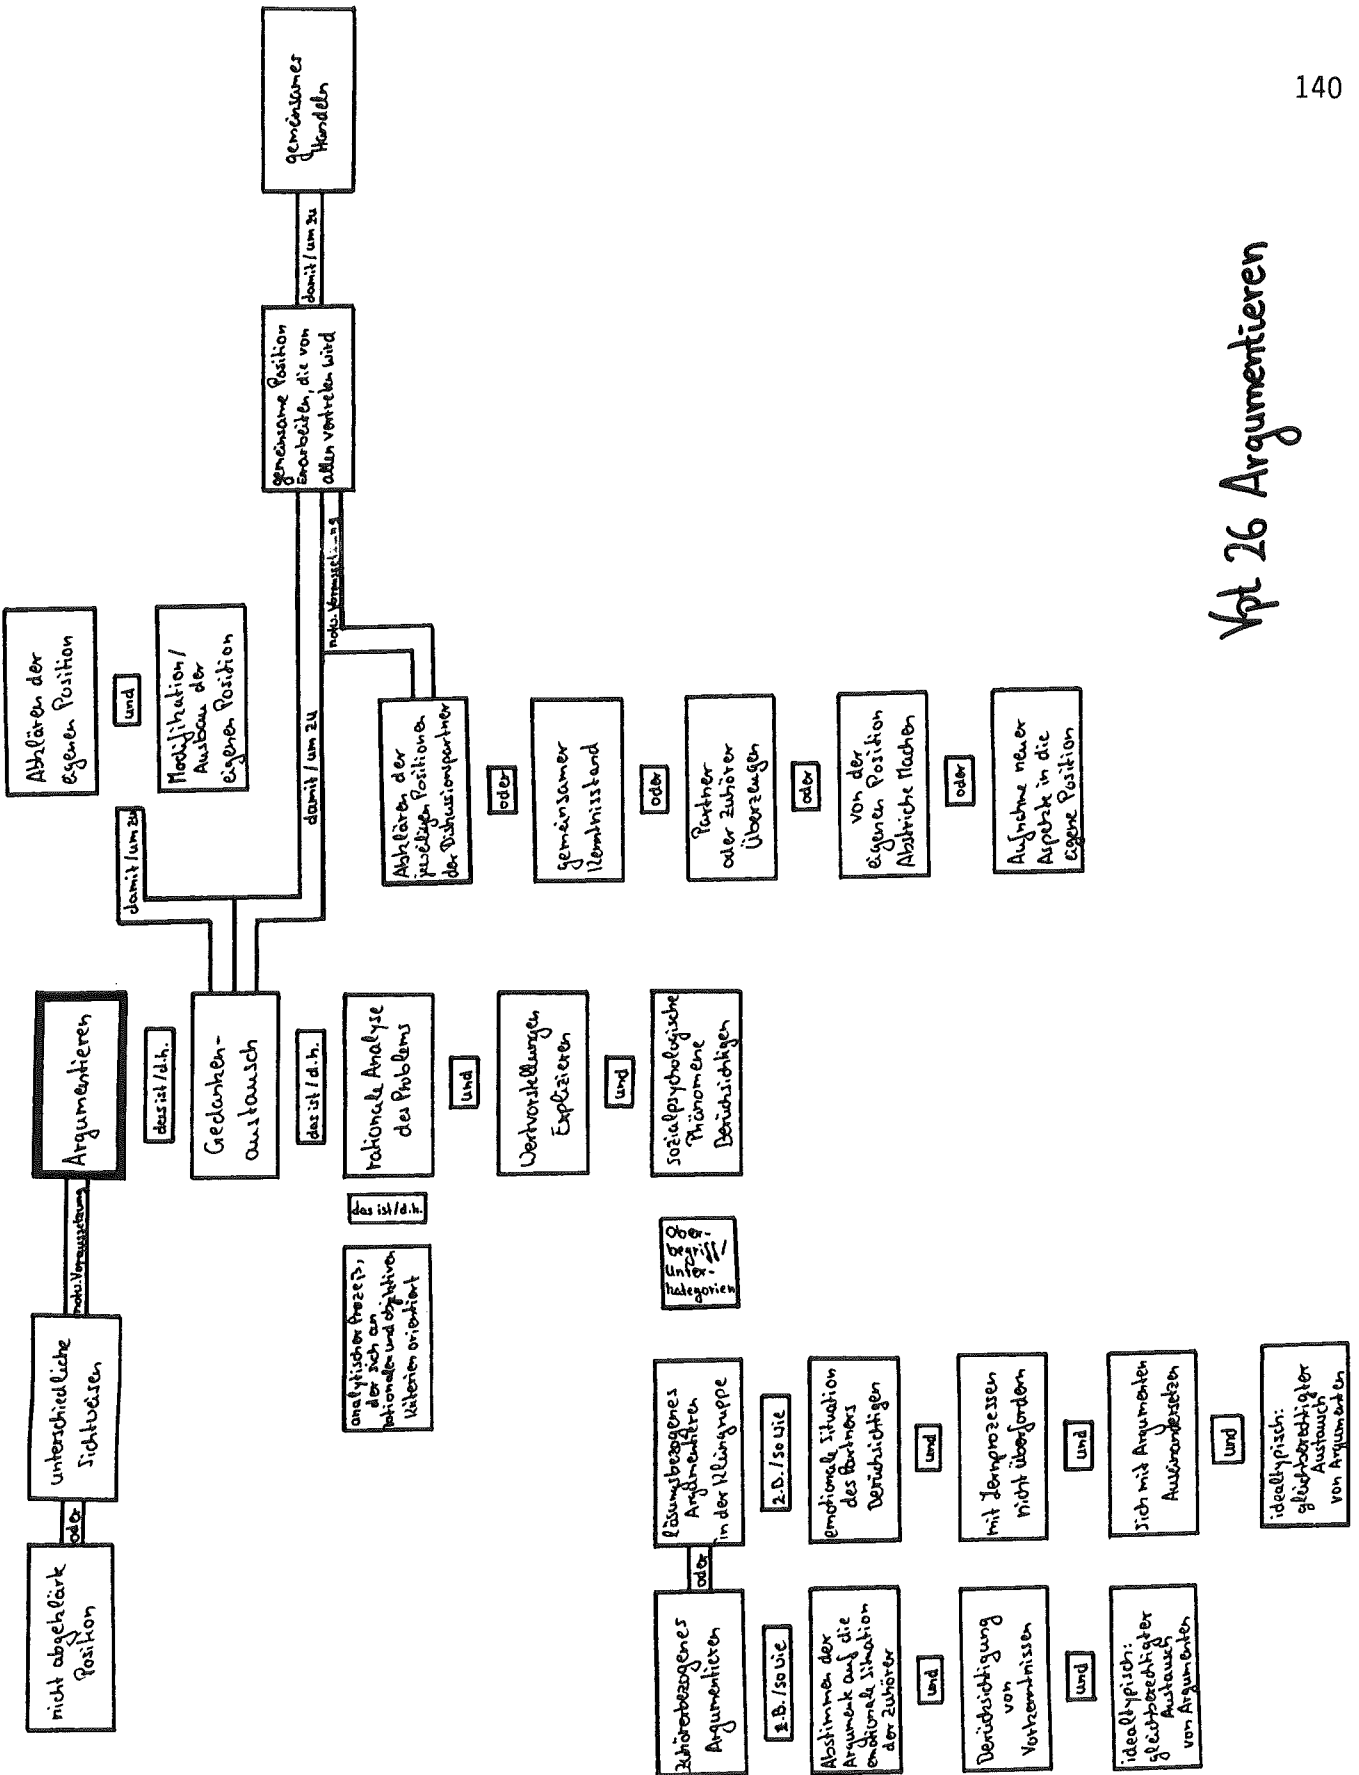 140
nicht abgeklärte
Position
oder
unterschiedliche
Sichtweisen
notw. Voraussetzung
Argumentieren
das ist / d.h.
Gedanken-
austausch
damit / um zu
Abklären der
eigenen Position
und
Modifikation /
Ausbau der
eigenen Position
damit / um zu
gemeinsame Position
Erarbeiten, die von
allen vertreten wird
damit / um zu
gemeinsames
Handeln
notw. Voraussetzung
Abklären der
jeweiligen Positionen
der Diskussionspartner
oder
gemeinsamer
Kenntnisstand
oder
Partner
oder Zuhörer
Überzeugen
oder
von der
eigenen Position
Abstriche Machen
oder
Aufnahme neuer
Aspekte in die
eigene Position
das ist / d.h.
rationale Analyse
des Problems
das ist / d.h.
analytischer Prozeß,
der sich an
rationalen und objektiven
Kriterien orientiert
und
Wertvorstellungen
Explizieren
und
sozialpsychologische
Phänomene
Berücksichtigen
Ober-
begriff /
Unter-
kategorien
lösungsbezogenes
Argumentieren
in der Kleingruppe
z.B. / so wie
emotionale Situation
des Partners
Berücksichtigen
und
mit Lernprozessen
nicht überfordern
und
Sich mit Argumenten
Auseinandersetzen
und
idealtypisch:
gleichberechtigter
Austausch
von Argumenten
oder
zuhörerbezogenes
Argumentieren
z.B. / so wie
Abstimmen der
Argumente auf die
emotionale Situation
der Zuhörer
und
Berücksichtigung
von
Vorkenntnissen
und
idealtypisch:
gleichberechtigter
Austausch
von Argumenten
Vpt 26 Argumentieren